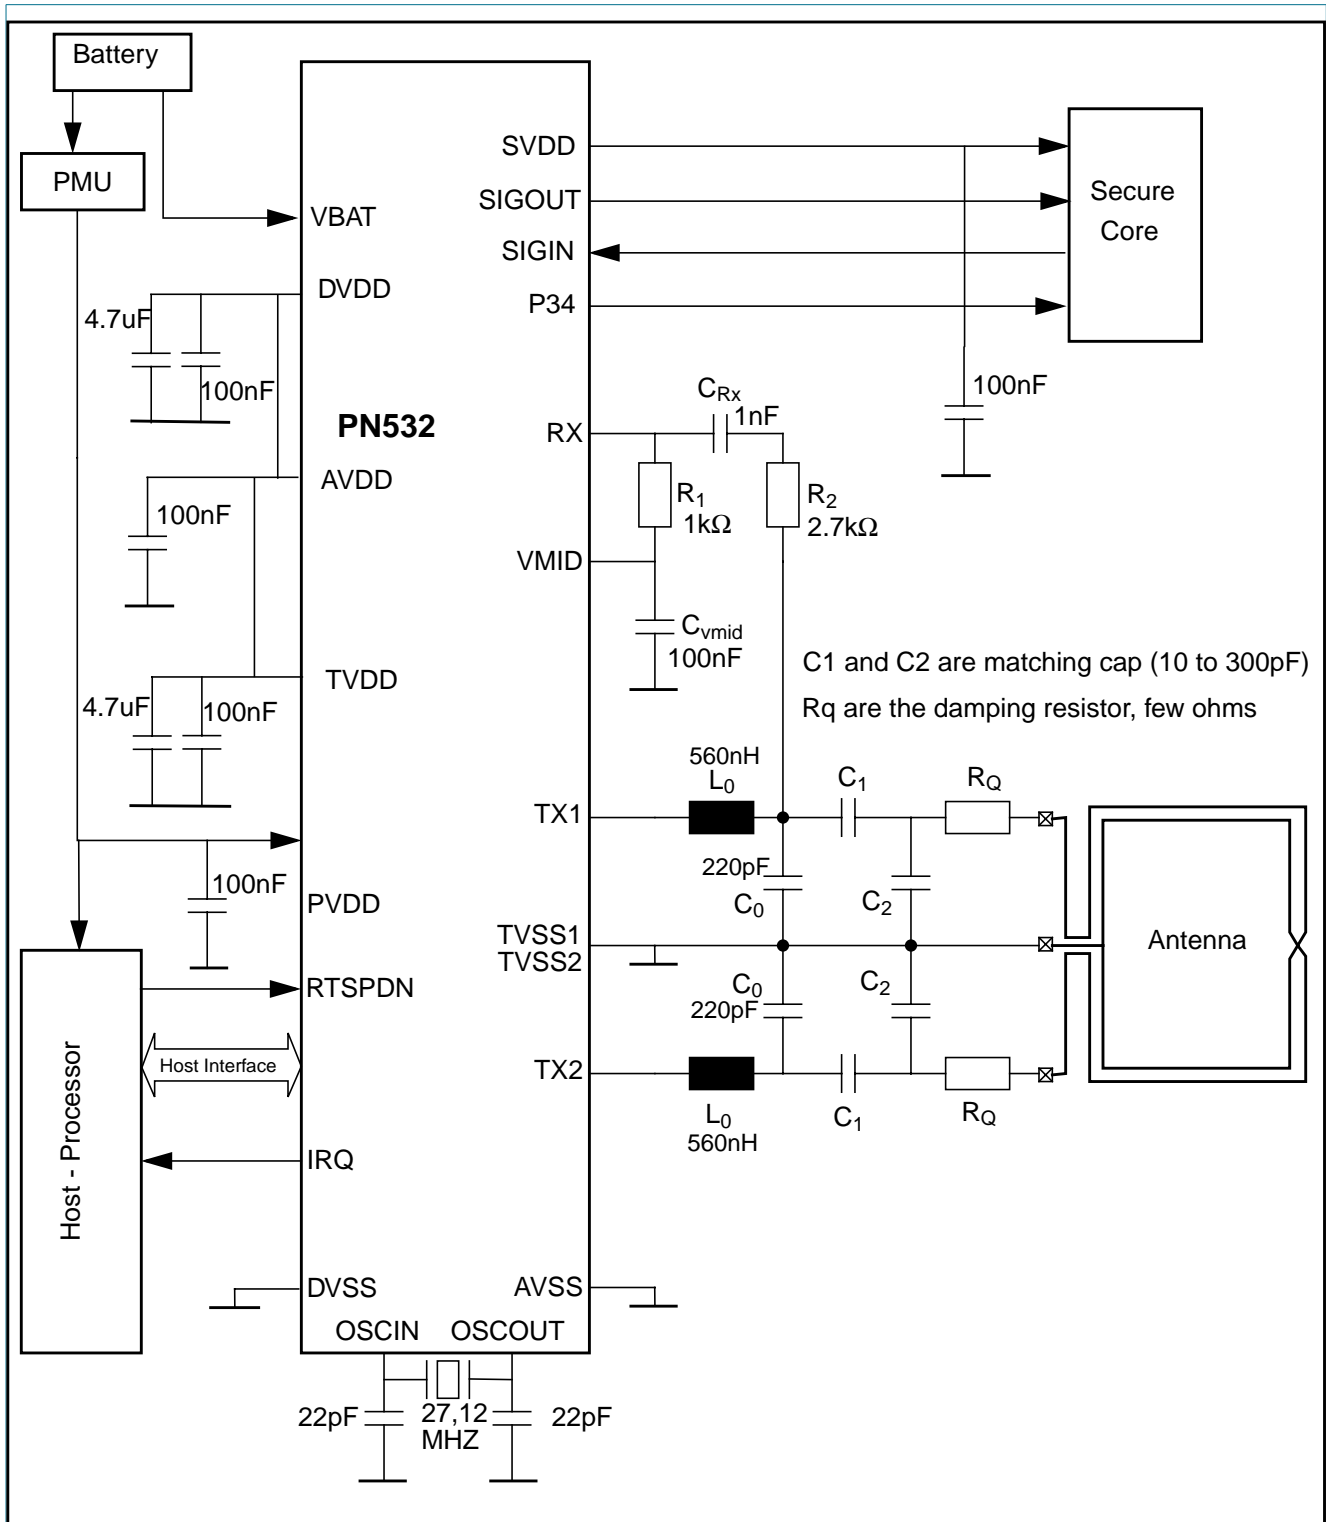 Battery
PMU
VBAT
DVDD
4.7uF
100nF
PN532
AVDD
100nF
TVDD
4.7uF
100nF
100nF
PVDD
RTSPDN
Host Interface
Host - Processor
IRQ
DVSS
OSCIN
OSCOUT
22pF
27,12
MHZ
22pF
SVDD
SIGOUT
SIGIN
P34
Secure
Core
100nF
RX
CRx
1nF
R1
1kΩ
R2
2.7kΩ
VMID
Cvmid
100nF
C1 and C2 are matching cap (10 to 300pF)
Rq are the damping resistor, few ohms
560nH
L0
C1
RQ
TX1
220pF
C0
C2
TVSS1
TVSS2
Antenna
C0
220pF
C2
TX2
L0
560nH
C1
RQ
AVSS